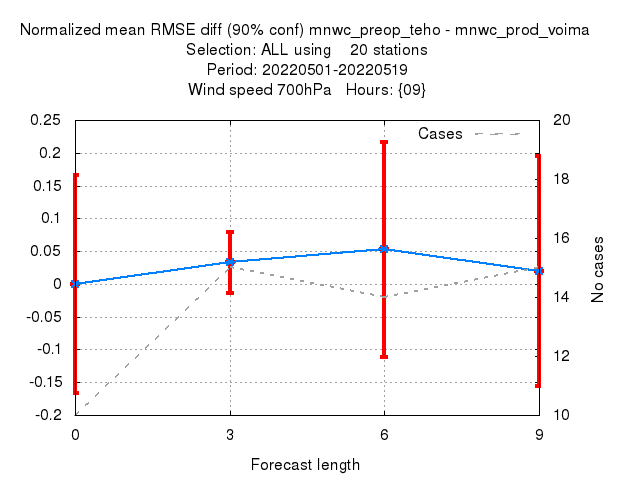 Normalized mean RMSE diff (90% conf) mnwc_preop_teho - mnwc_prod_voima
Selection: ALL using    20 stations
Period: 20220501-20220519
Wind speed 700hPa   Hours: {09}
Cases
0.25
0.2
0.15
0.1
0.05
0
-0.05
-0.1
-0.15
-0.2
20
18
16
14
12
10
No cases
0 3 6 9
Forecast length